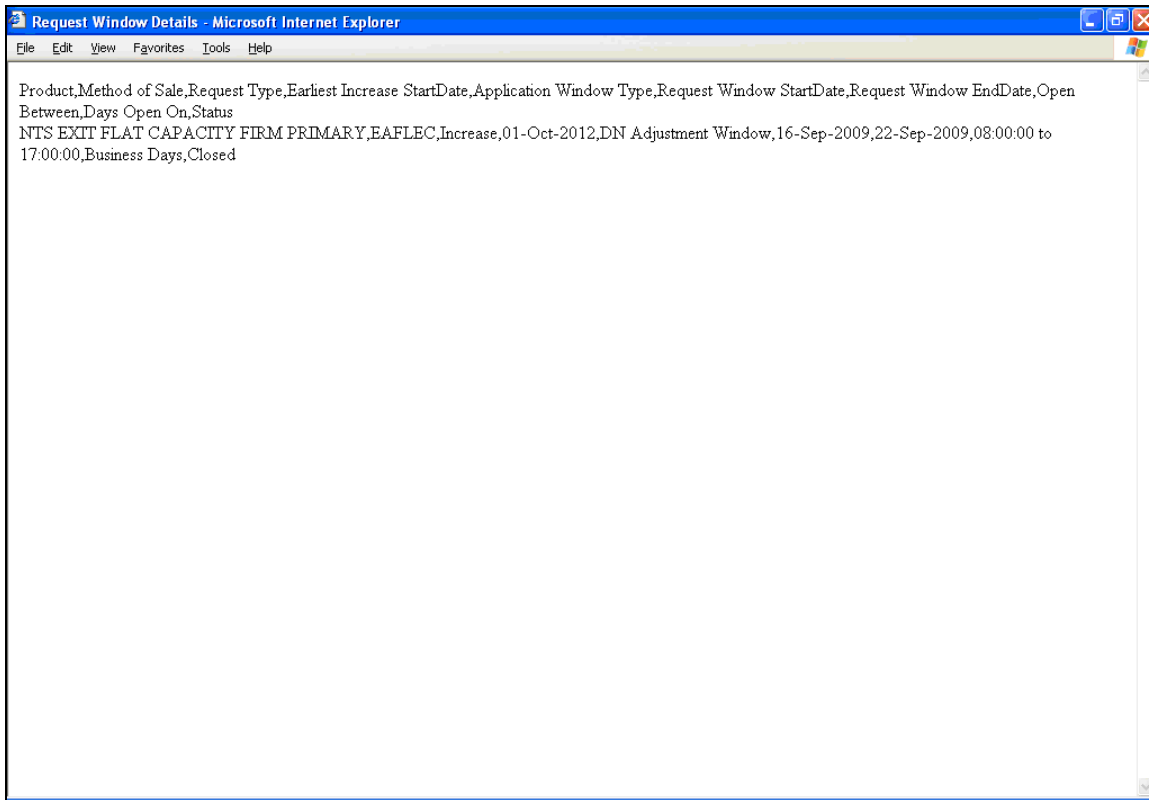 Request Window Details - Microsoft Internet Explorer
File Edit View Favorites Tools Help
Product,Method of Sale,Request Type,Earliest Increase StartDate,Application Window Type,Request Window StartDate,Request Window EndDate,Open
Between,Days Open On,Status
NTS EXIT FLAT CAPACITY FIRM PRIMARY,EAFLEC,Increase,01-Oct-2012,DN Adjustment Window,16-Sep-2009,22-Sep-2009,08:00:00 to
17:00:00,Business Days,Closed